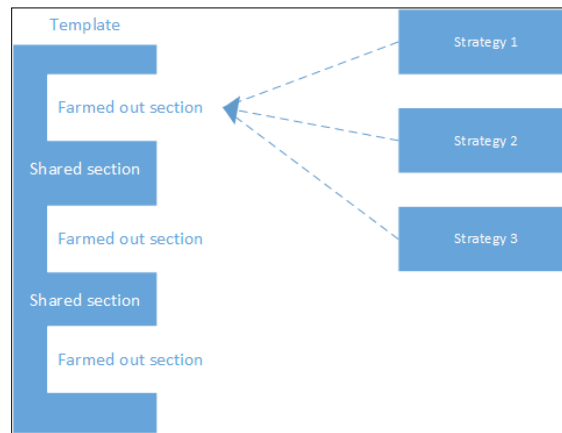 Template
Farmed out section
Shared section
Farmed out section
Shared section
Farmed out section
Strategy 1
Strategy 2
Strategy 3